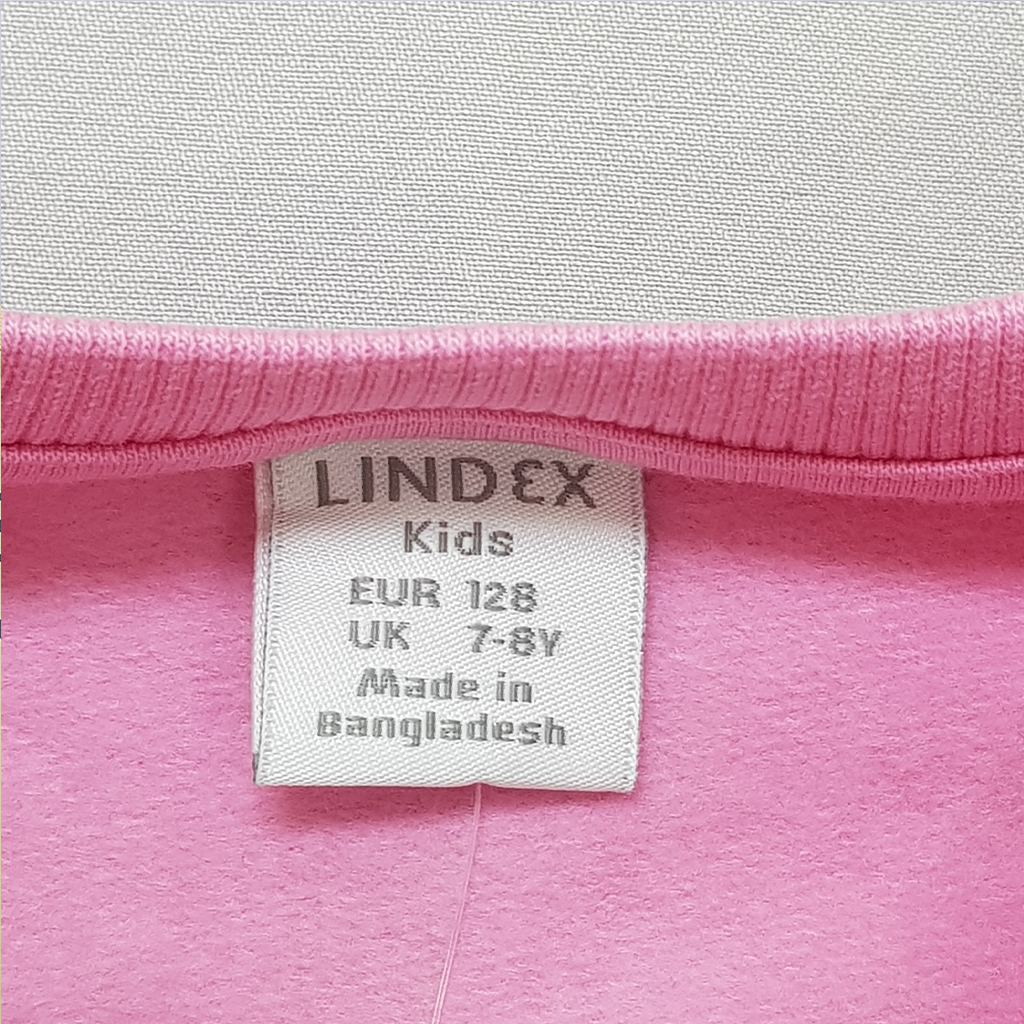 LINDEX
Kids
EUR 128
UK 7-8Y
Made in
Bangladesh